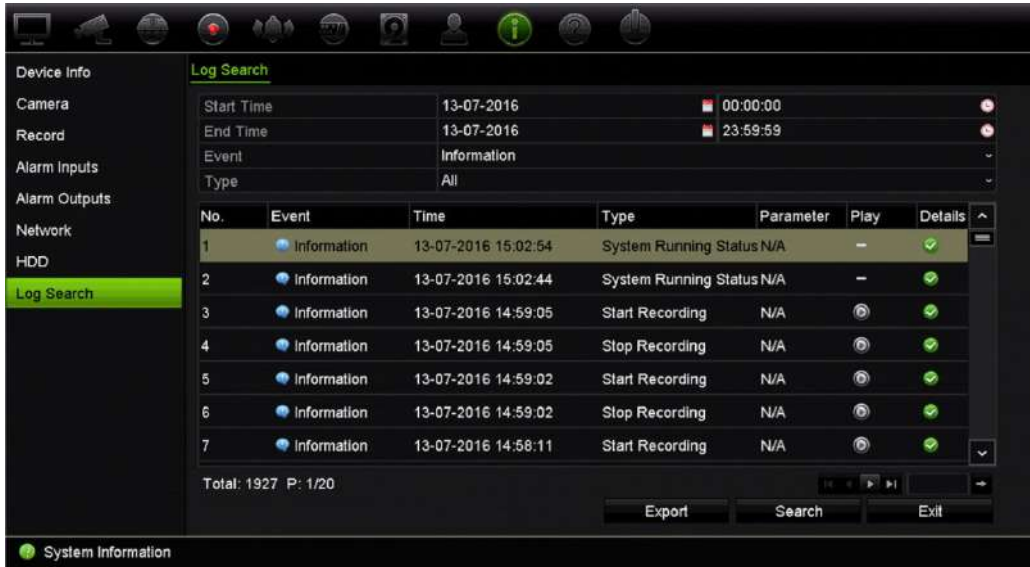 Device Info
Camera
Record
Alarm Inputs
Alarm Outputs
Network
HDD
Log Search
Log Search
Start Time 13-07-2016 00:00:00
End Time 13-07-2016 23:59:59
Event Information
Type All
No. Event Time Type Parameter Play Details
1 Information 13-07-2016 15:02:54 System Running Status N/A –
2 Information 13-07-2016 15:02:44 System Running Status N/A –
3 Information 13-07-2016 14:59:05 Start Recording N/A
4 Information 13-07-2016 14:59:05 Stop Recording N/A
5 Information 13-07-2016 14:59:02 Start Recording N/A
6 Information 13-07-2016 14:59:02 Stop Recording N/A
7 Information 13-07-2016 14:58:11 Start Recording N/A
Total: 1927 P: 1/20
Export Search Exit
System Information